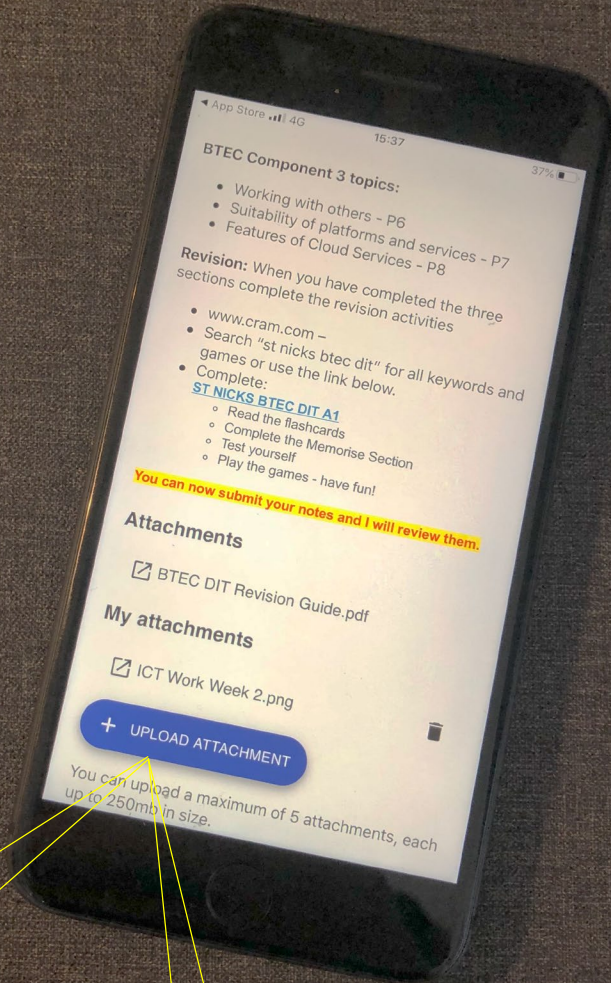 ◄ App Store 4G 15:37 37%
BTEC Component 3 topics:
• Working with others - P6
• Suitability of platforms and services - P7
• Features of Cloud Services - P8
Revision: When you have completed the three
sections complete the revision activities
• www.cram.com –
• Search “st nicks btec dit” for all keywords and
games or use the link below.
• Complete:
ST NICKS BTEC DIT A1
○ Read the flashcards
○ Complete the Memorise Section
○ Test yourself
○ Play the games - have fun!
You can now submit your notes and I will review them.
Attachments
BTEC DIT Revision Guide.pdf
My attachments
ICT Work Week 2.png
+ UPLOAD ATTACHMENT
You can upload a maximum of 5 attachments, each
up to 250mb in size.